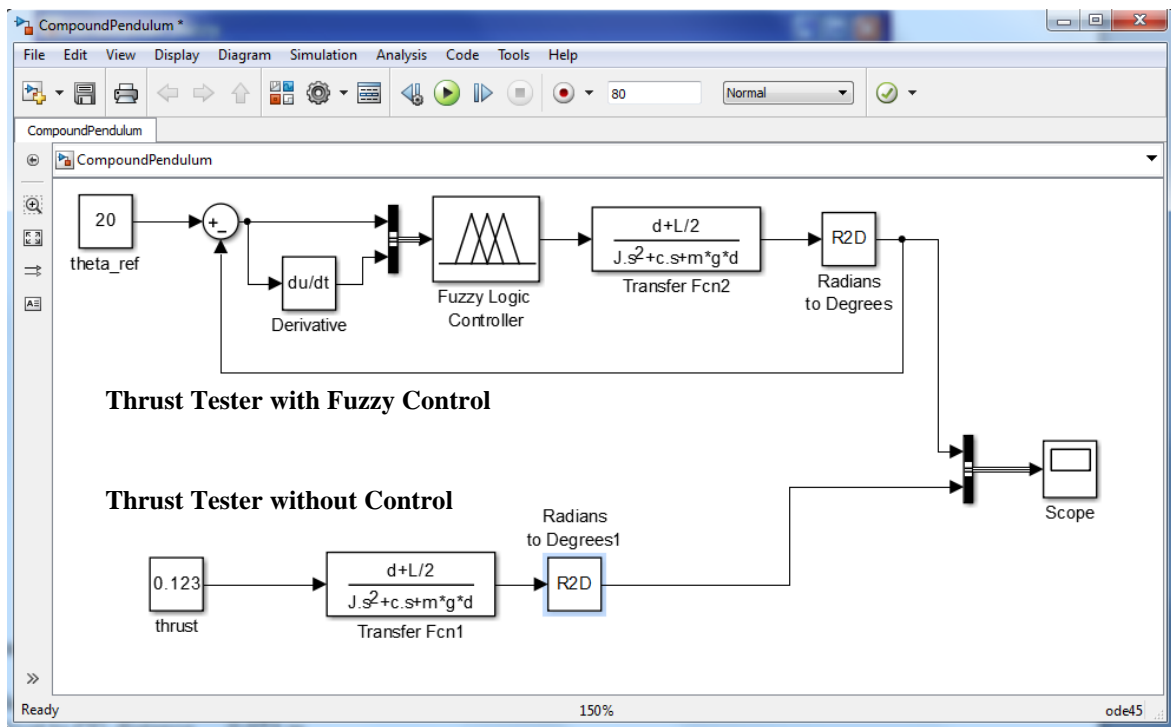 CompoundPendulum *
File Edit View Display Diagram Simulation Analysis Code Tools Help
80 Normal
CompoundPendulum
CompoundPendulum
20
theta_ref
+
-
du/dt
Derivative
Fuzzy Logic
Controller
d+L/2
J.s2+c.s+m*g*d
Transfer Fcn2
R2D
Radians
to Degrees
Thrust Tester with Fuzzy Control
Thrust Tester without Control
Scope
Radians
to Degrees1
0.123
thrust
d+L/2
J.s2+c.s+m*g*d
Transfer Fcn1
R2D
Ready 150% ode45